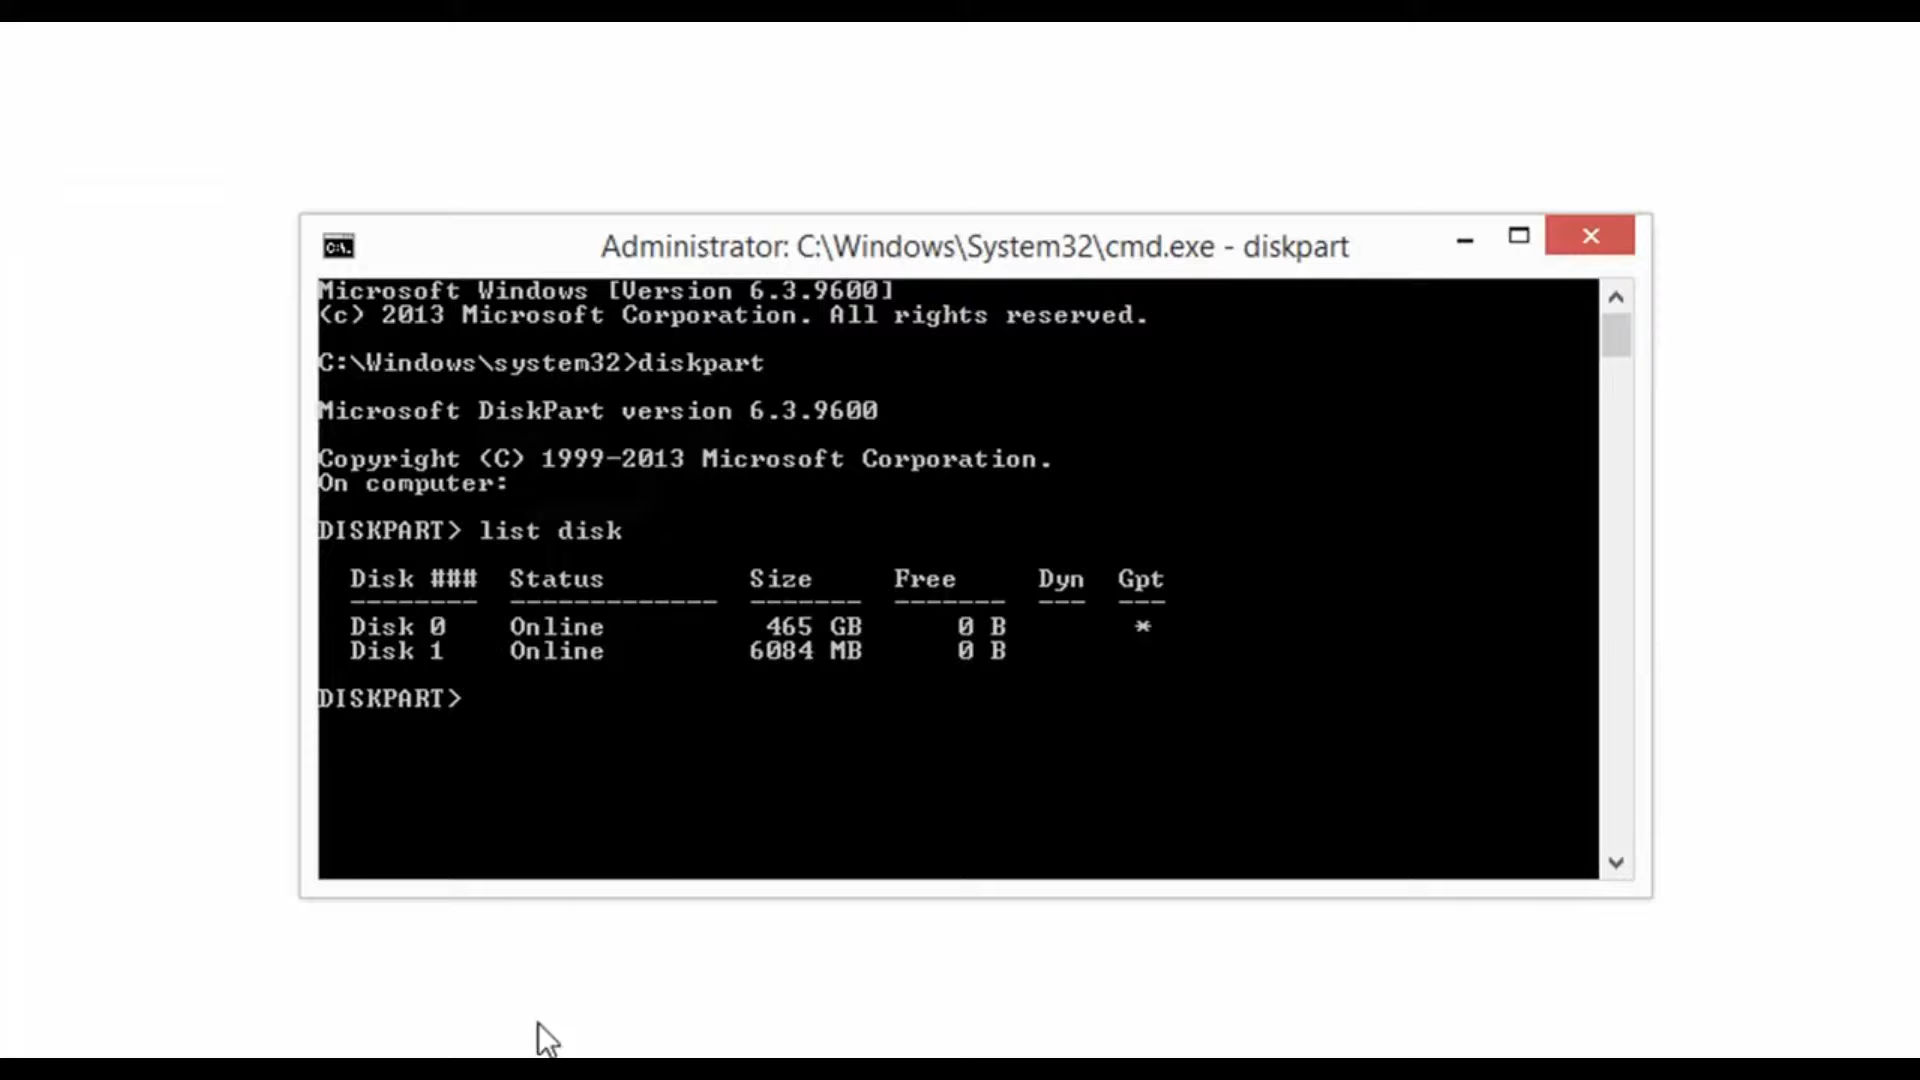 Administrator: C:\Windows\System32\cmd.exe - diskpart
Microsoft Windows [Version 6.3.9600]
(c) 2013 Microsoft Corporation. All rights reserved.
C:\Windows\system32>diskpart
Microsoft DiskPart version 6.3.9600
Copyright (C) 1999-2013 Microsoft Corporation.
On computer:
DISKPART> list disk
Disk ###  Status         Size     Free     Dyn  Gpt
--------  -------------  -------  -------  ---  ---
Disk 0    Online          465 GB      0 B        *
Disk 1    Online         6084 MB      0 B
DISKPART>